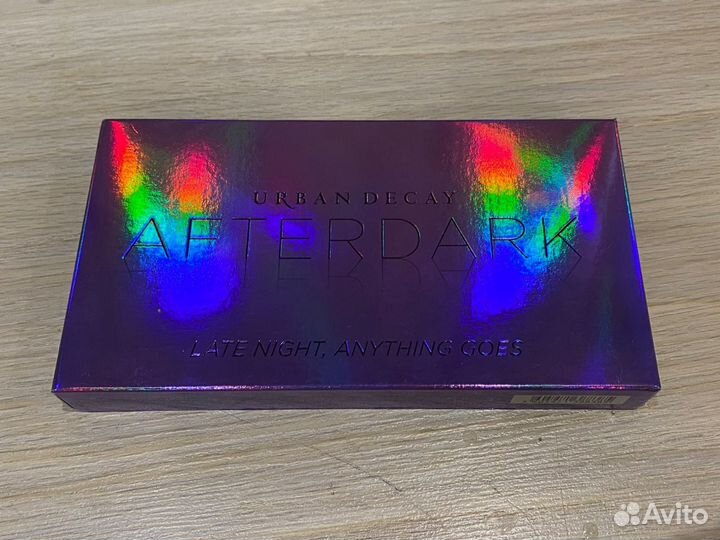 URBAN DECAY
AFTERDARK
LATE NIGHT, ANYTHING GOES
Avito